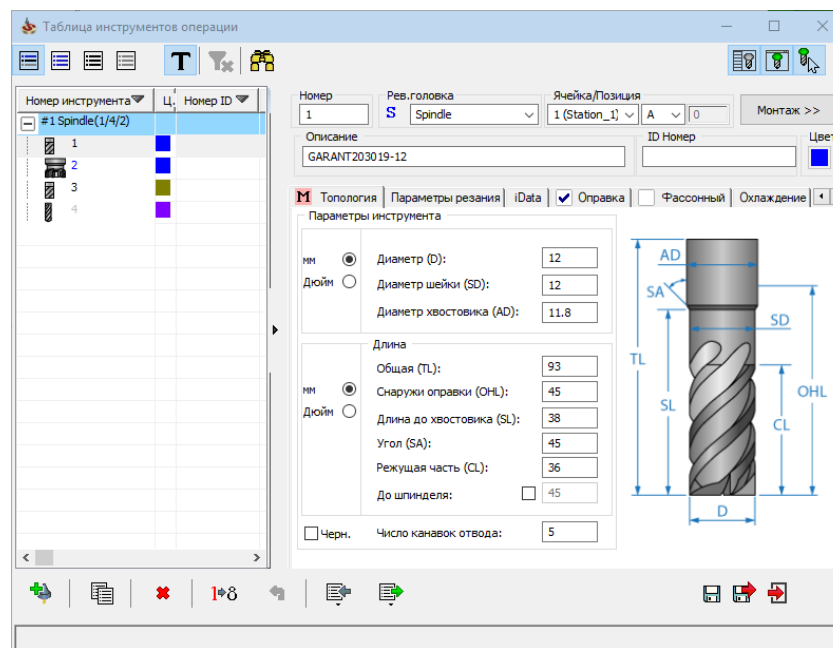 Таблица инструментов операции
T
Номер инструмента Ц. Номер ID
#1 Spindle(1/4/2)
1
2
3
4
Номер Рев.головка Ячейка/Позиция
1 S Spindle 1 (Station_1) A 0 Монтаж >>
Описание ID Номер Цвет
GARANT203019-12
M Топология Параметры резания iData Оправка Фассонный Охлаждение
Параметры инструмента
мм Диаметр (D): 12
Дюйм Диаметр шейки (SD): 12
Диаметр хвостовика (AD): 11.8
Длина
Общая (TL): 93
мм Снаружи оправки (OHL): 45
Дюйм Длина до хвостовика (SL): 38
Угол (SA): 45
Режущая часть (CL): 36
До шпинделя: 45
Черн. Число канавок отвода: 5
AD
SA
SD
TL
OHL
SL
CL
D
1 8